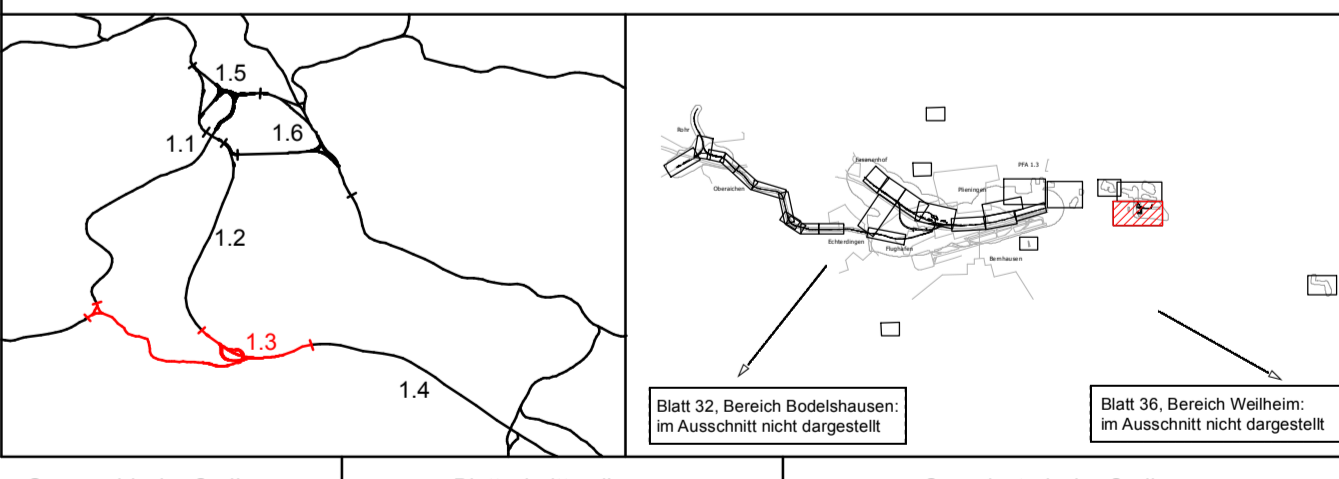 1.5
1.1
1.6
1.2
1.3
1.4
Rohr
Oberaichen
Fasanenhof
Plieningen
PFA 1.3
Echterdingen
Flughafen
Bernhausen
Blatt 32, Bereich Bodelshausen:
im Ausschnitt nicht dargestellt
Blatt 36, Bereich Weilheim:
im Ausschnitt nicht dargestellt